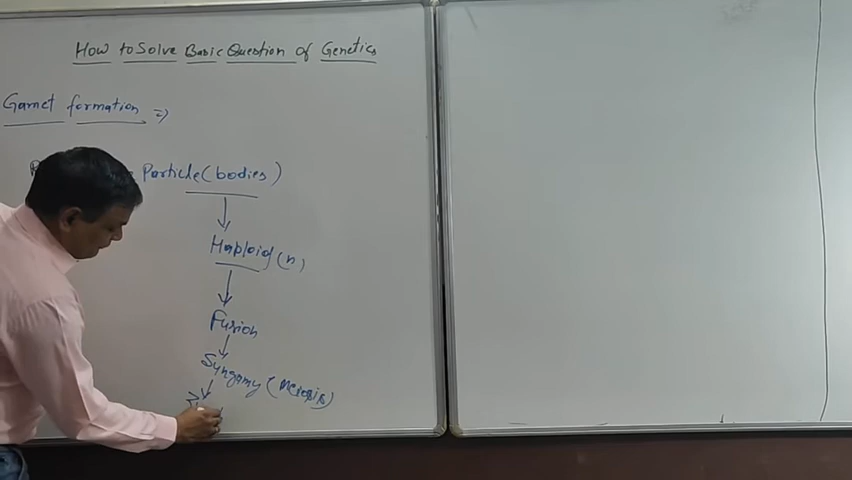 How to Solve Basic Question of Genetics
Gamet formation ⇒
Particle (bodies)
Haploid (n)
Fusion
Syngamy (Meiosis)